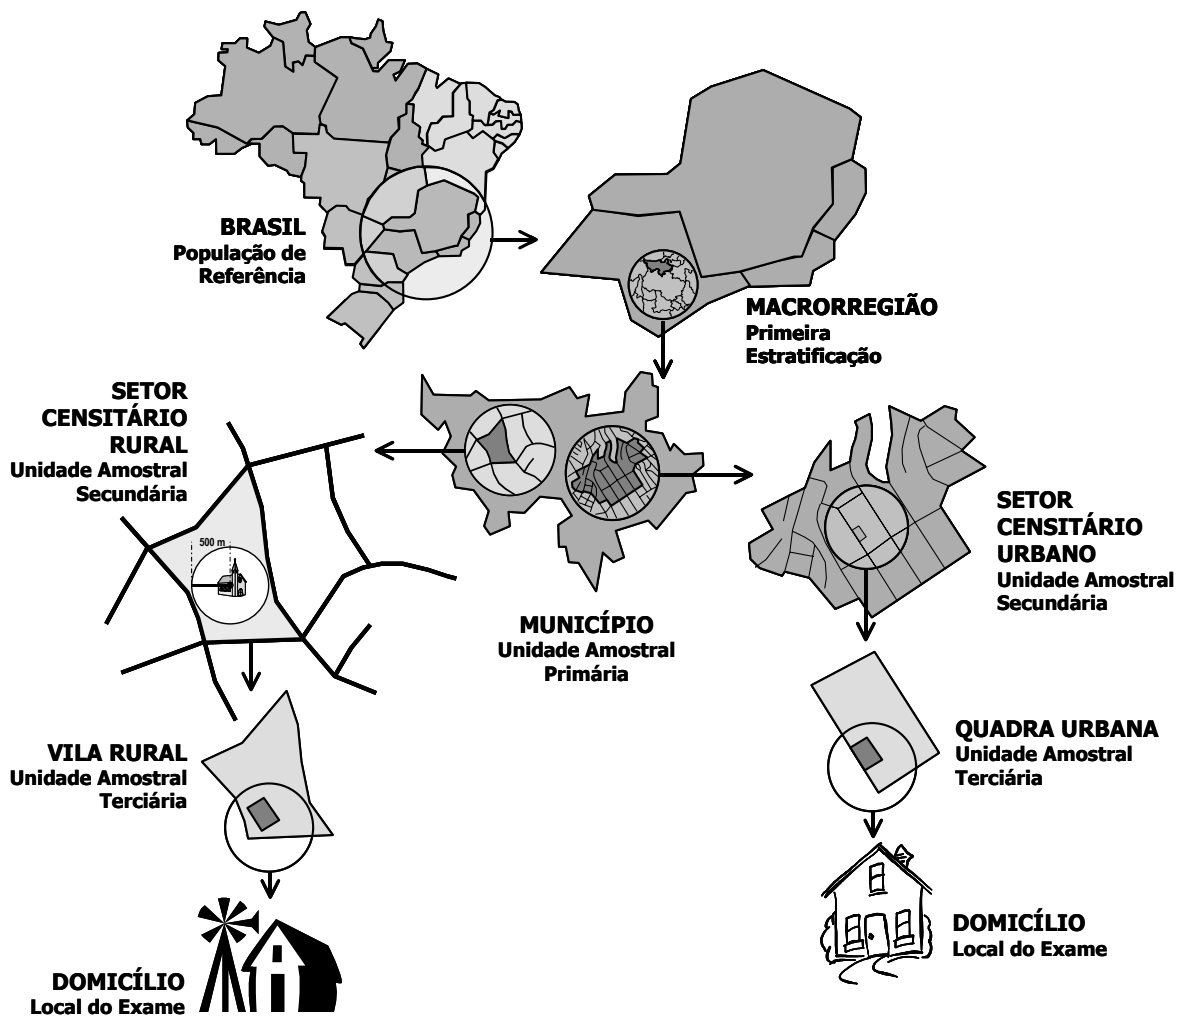 BRASIL
População de
Referência
MACRORREGIÃO
Primeira
Estratificação
SETOR
CENSITÁRIO
RURAL
Unidade Amostral
Secundária
500 m
MUNICÍPIO
Unidade Amostral
Primária
SETOR
CENSITÁRIO
URBANO
Unidade Amostral
Secundária
VILA RURAL
Unidade Amostral
Terciária
QUADRA URBANA
Unidade Amostral
Terciária
DOMICÍLIO
Local do Exame
DOMICÍLIO
Local do Exame